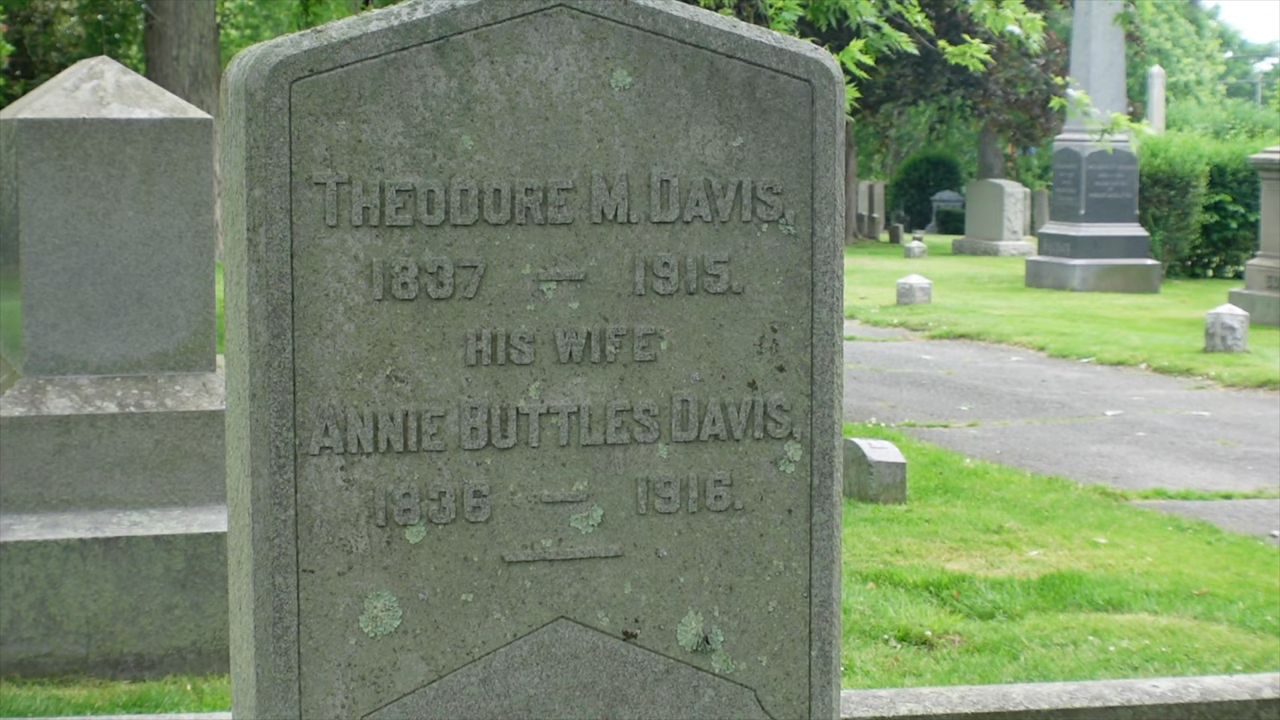 THEODORE M. DAVIS,
1837 — 1915.
HIS WIFE
ANNIE BUTTLES DAVIS,
1836 — 1916.